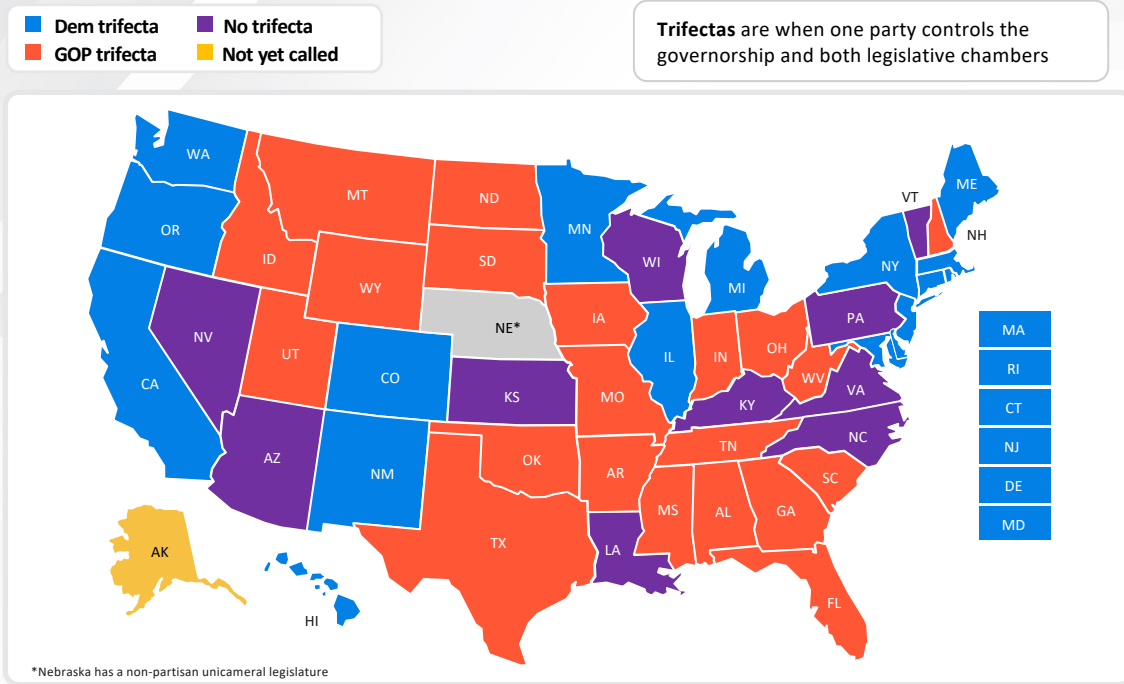 Dem trifecta
No trifecta
GOP trifecta
Not yet called
Trifectas are when one party controls the
governorship and both legislative chambers
WA
OR
CA
NV
ID
MT
WY
UT
AZ
CO
NM
ND
SD
NE*
KS
OK
TX
MN
IA
MO
AR
LA
WI
IL
MI
IN
OH
KY
TN
MS
AL
GA
FL
SC
NC
VA
WV
PA
NY
VT
NH
ME
MA
RI
CT
NJ
DE
MD
AK
HI
*Nebraska has a non-partisan unicameral legislature